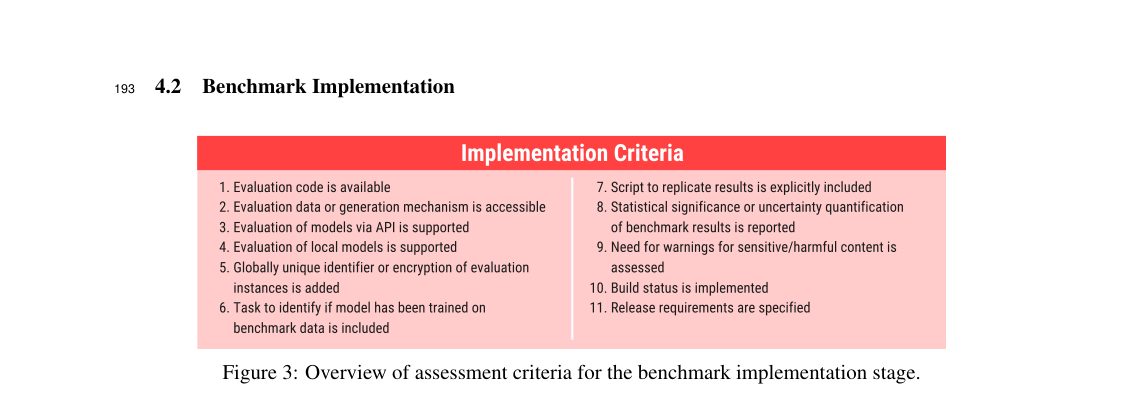 193 4.2 Benchmark Implementation
Implementation Criteria
1. Evaluation code is available
2. Evaluation data or generation mechanism is accessible
3. Evaluation of models via API is supported
4. Evaluation of local models is supported
5. Globally unique identifier or encryption of evaluation
instances is added
6. Task to identify if model has been trained on
benchmark data is included
7. Script to replicate results is explicitly included
8. Statistical significance or uncertainty quantification
of benchmark results is reported
9. Need for warnings for sensitive/harmful content is
assessed
10. Build status is implemented
11. Release requirements are specified
Figure 3: Overview of assessment criteria for the benchmark implementation stage.